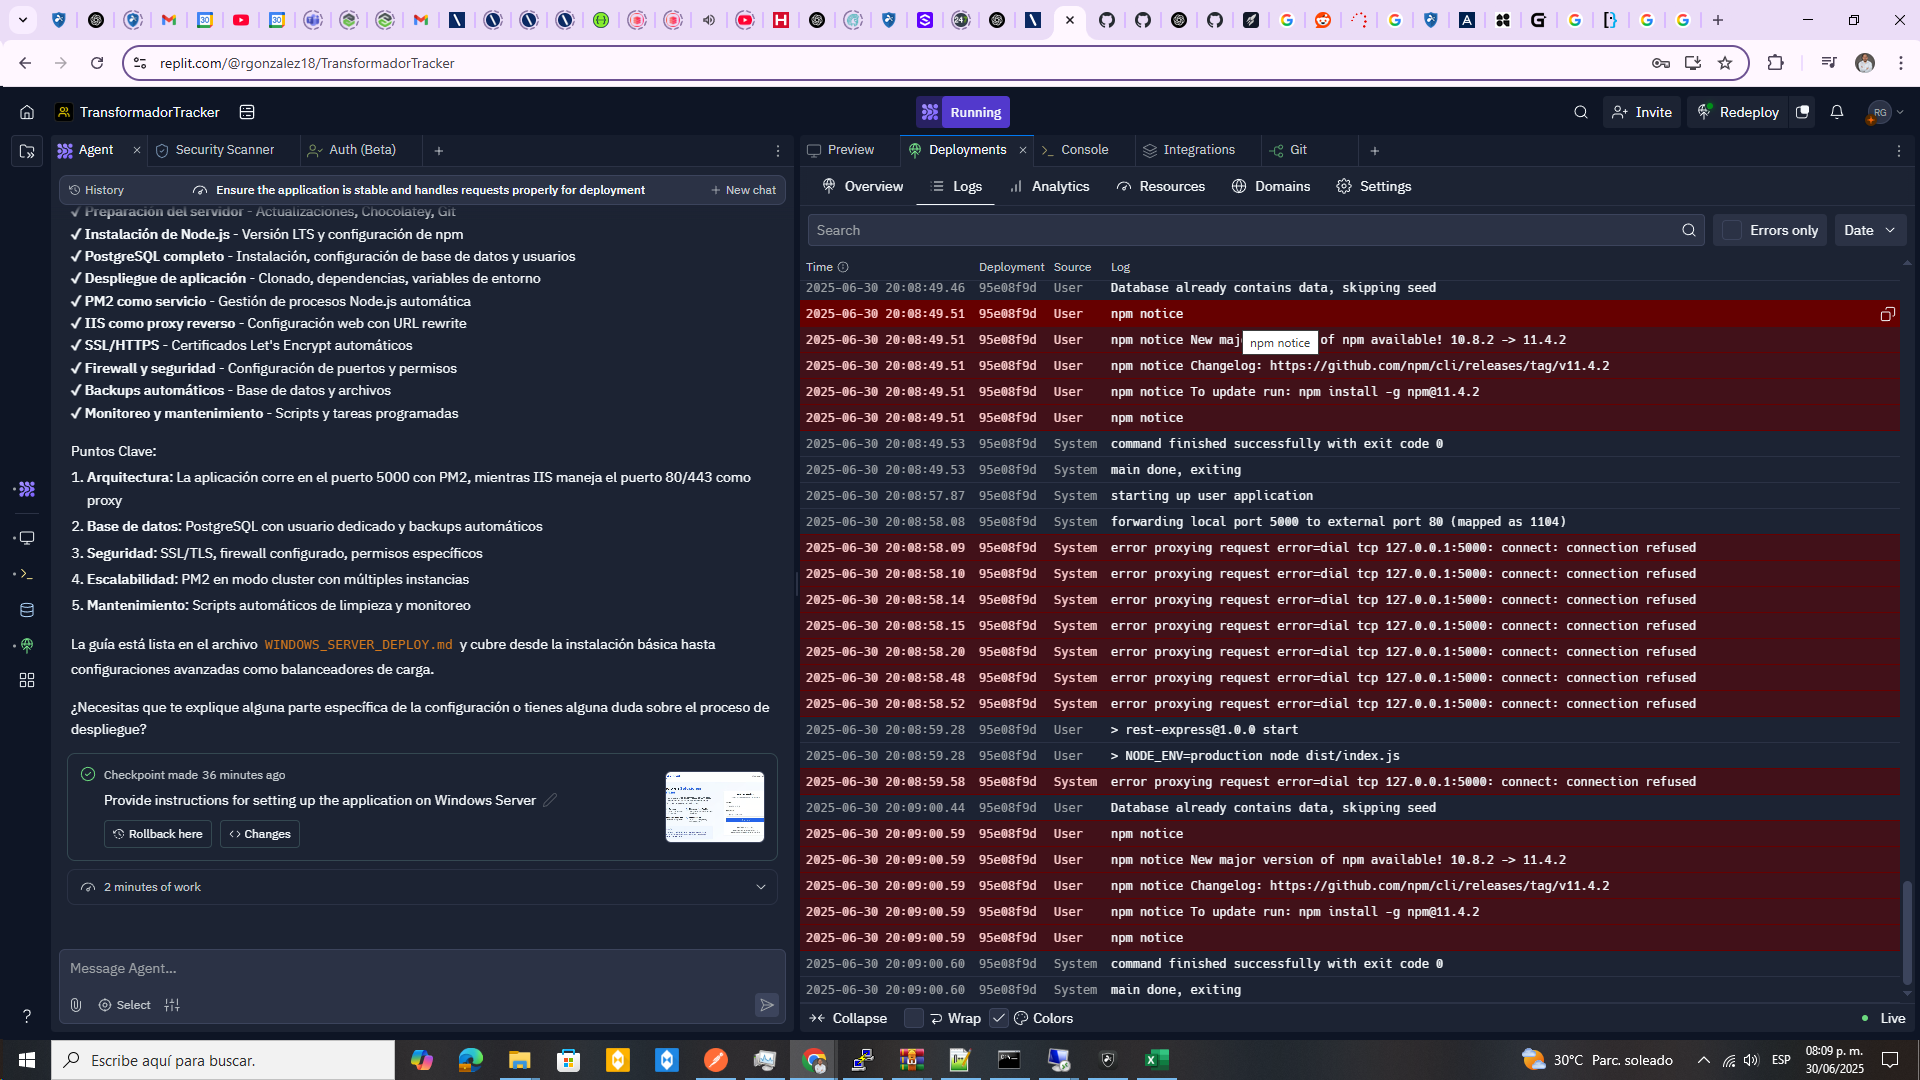 replit.com/@rgonzalez18/TransformadorTracker
TransformadorTracker
Running
Invite
Redeploy
RG
Agent
Security Scanner
Auth (Beta)
History
Ensure the application is stable and handles requests properly for deployment
New chat
✓ Preparación del servidor - Actualizaciones, Chocolatey, Git
✓ Instalación de Node.js - Versión LTS y configuración de npm
✓ PostgreSQL completo - Instalación, configuración de base de datos y usuarios
✓ Despliegue de aplicación - Clonado, dependencias, variables de entorno
✓ PM2 como servicio - Gestión de procesos Node.js automática
✓ IIS como proxy reverso - Configuración web con URL rewrite
✓ SSL/HTTPS - Certificados Let's Encrypt automáticos
✓ Firewall y seguridad - Configuración de puertos y permisos
✓ Backups automáticos - Base de datos y archivos
✓ Monitoreo y mantenimiento - Scripts y tareas programadas
Puntos Clave:
1. Arquitectura: La aplicación corre en el puerto 5000 con PM2, mientras IIS maneja el puerto 80/443 como
proxy
2. Base de datos: PostgreSQL con usuario dedicado y backups automáticos
3. Seguridad: SSL/TLS, firewall configurado, permisos específicos
4. Escalabilidad: PM2 en modo cluster con múltiples instancias
5. Mantenimiento: Scripts automáticos de limpieza y monitoreo
La guía está lista en el archivo WINDOWS_SERVER_DEPLOY.md y cubre desde la instalación básica hasta
configuraciones avanzadas como balanceadores de carga.
¿Necesitas que te explique alguna parte específica de la configuración o tienes alguna duda sobre el proceso de
despliegue?
Checkpoint made 36 minutes ago
Provide instructions for setting up the application on Windows Server
Rollback here
Changes
2 minutes of work
Message Agent...
Select
Preview
Deployments
Console
Integrations
Git
Overview
Logs
Analytics
Resources
Domains
Settings
Search
Errors only
Date
Time Deployment Source Log
2025-06-30 20:08:49.46 95e08f9d User Database already contains data, skipping seed
2025-06-30 20:08:49.51 95e08f9d User npm notice
2025-06-30 20:08:49.51 95e08f9d User npm notice New maj of npm available! 10.8.2 -> 11.4.2
npm notice
2025-06-30 20:08:49.51 95e08f9d User npm notice Changelog: https://github.com/npm/cli/releases/tag/v11.4.2
2025-06-30 20:08:49.51 95e08f9d User npm notice To update run: npm install -g npm@11.4.2
2025-06-30 20:08:49.51 95e08f9d User npm notice
2025-06-30 20:08:49.53 95e08f9d System command finished successfully with exit code 0
2025-06-30 20:08:49.53 95e08f9d System main done, exiting
2025-06-30 20:08:57.87 95e08f9d System starting up user application
2025-06-30 20:08:58.08 95e08f9d System forwarding local port 5000 to external port 80 (mapped as 1104)
2025-06-30 20:08:58.09 95e08f9d System error proxying request error=dial tcp 127.0.0.1:5000: connect: connection refused
2025-06-30 20:08:58.10 95e08f9d System error proxying request error=dial tcp 127.0.0.1:5000: connect: connection refused
2025-06-30 20:08:58.14 95e08f9d System error proxying request error=dial tcp 127.0.0.1:5000: connect: connection refused
2025-06-30 20:08:58.15 95e08f9d System error proxying request error=dial tcp 127.0.0.1:5000: connect: connection refused
2025-06-30 20:08:58.20 95e08f9d System error proxying request error=dial tcp 127.0.0.1:5000: connect: connection refused
2025-06-30 20:08:58.48 95e08f9d System error proxying request error=dial tcp 127.0.0.1:5000: connect: connection refused
2025-06-30 20:08:58.52 95e08f9d System error proxying request error=dial tcp 127.0.0.1:5000: connect: connection refused
2025-06-30 20:08:59.28 95e08f9d User > rest-express@1.0.0 start
2025-06-30 20:08:59.28 95e08f9d User > NODE_ENV=production node dist/index.js
2025-06-30 20:08:59.58 95e08f9d System error proxying request error=dial tcp 127.0.0.1:5000: connect: connection refused
2025-06-30 20:09:00.44 95e08f9d User Database already contains data, skipping seed
2025-06-30 20:09:00.59 95e08f9d User npm notice
2025-06-30 20:09:00.59 95e08f9d User npm notice New major version of npm available! 10.8.2 -> 11.4.2
2025-06-30 20:09:00.59 95e08f9d User npm notice Changelog: https://github.com/npm/cli/releases/tag/v11.4.2
2025-06-30 20:09:00.59 95e08f9d User npm notice To update run: npm install -g npm@11.4.2
2025-06-30 20:09:00.59 95e08f9d User npm notice
2025-06-30 20:09:00.60 95e08f9d System command finished successfully with exit code 0
2025-06-30 20:09:00.60 95e08f9d System main done, exiting
Collapse
Wrap
Colors
Live
Escribe aquí para buscar.
30°C Parc. soleado
ESP
08:09 p. m.
30/06/2025